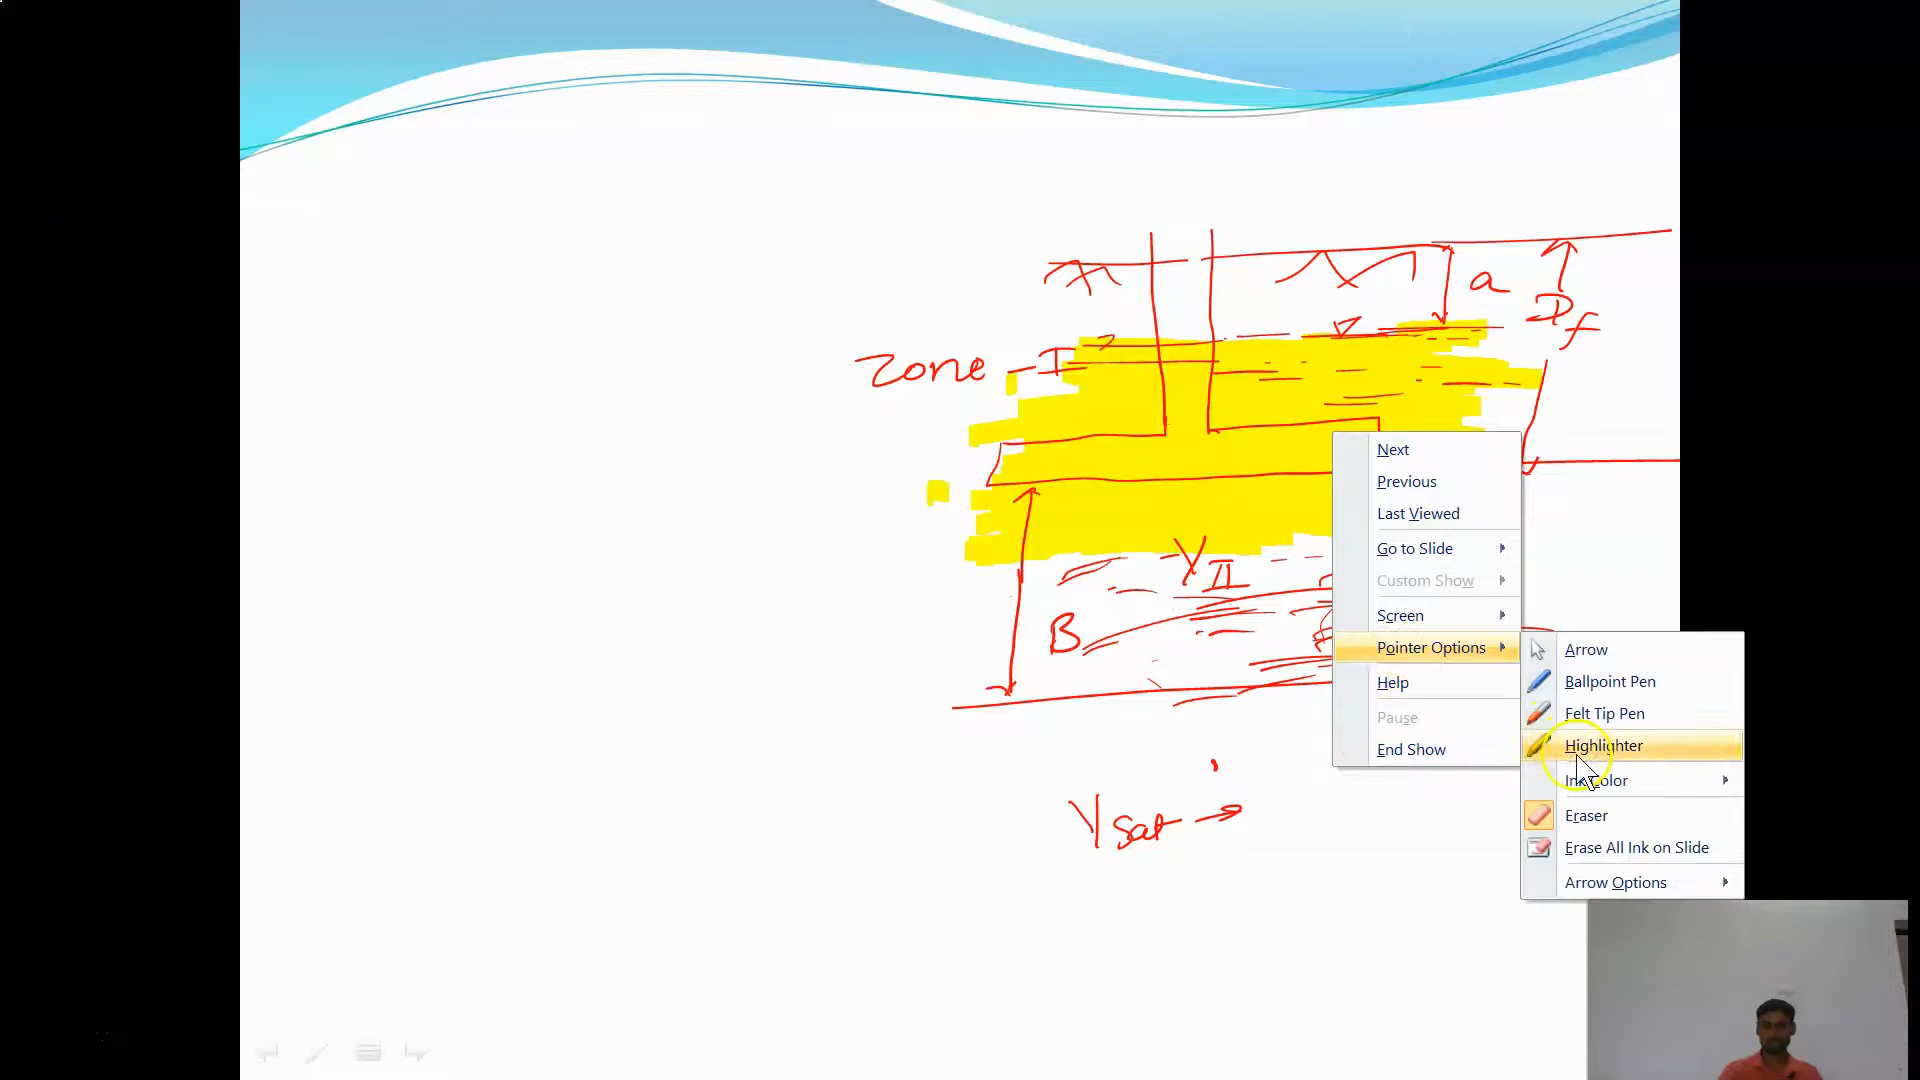 a
Df
Zone - I
Next
Previous
Last Viewed
Go to Slide
Custom Show
γII
Screen
B
Pointer Options
Arrow
Help
Ballpoint Pen
Pause
Felt Tip Pen
End Show
Highlighter
Ink Color
γsat →
Eraser
Erase All Ink on Slide
Arrow Options